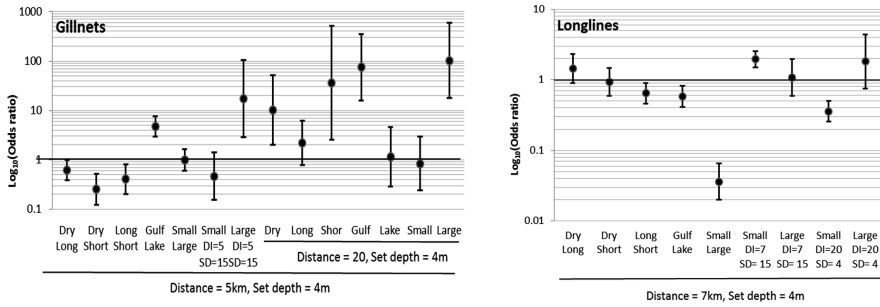 Gillnets
Log10(Odds ratio)
1000
100
10
1
0.1
Dry Long
Dry Short
Long Short
Gulf Lake
Small Large
Small DI=5 SD=15
Large DI=5 SD=15
Dry
Long
Shor
Gulf
Lake
Small
Large
Distance = 20, Set depth = 4m
Distance = 5km, Set depth = 4m
Longlines
Log10(Odds ratio)
10
1
0.1
0.01
Dry Long
Dry Short
Long Short
Gulf Lake
Small Large
Small DI=7 SD= 15
Large DI=7 SD= 15
Small DI=20 SD= 4
Large DI=20 SD= 4
Distance = 7km, Set depth = 4m